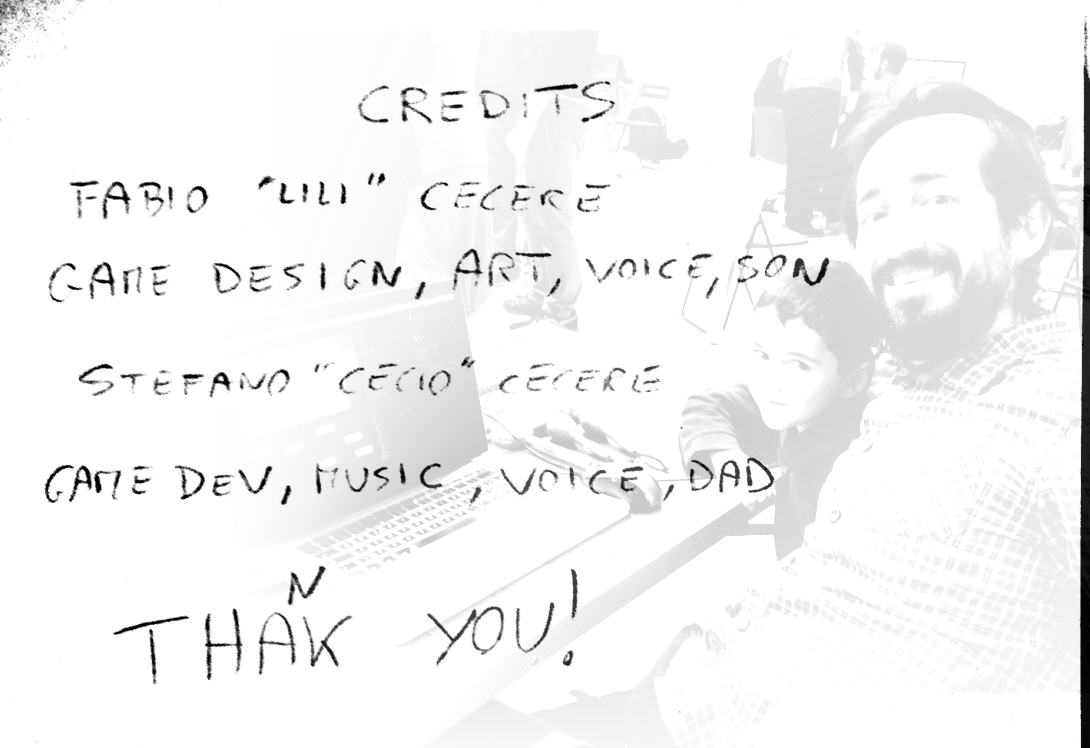 CREDITS
FABIO "LILI" CECERE
GAME DESIGN, ART, VOICE, SON
STEFANO "CECIO" CECERE
GAME DEV, MUSIC, VOICE, DAD
THANK YOU!